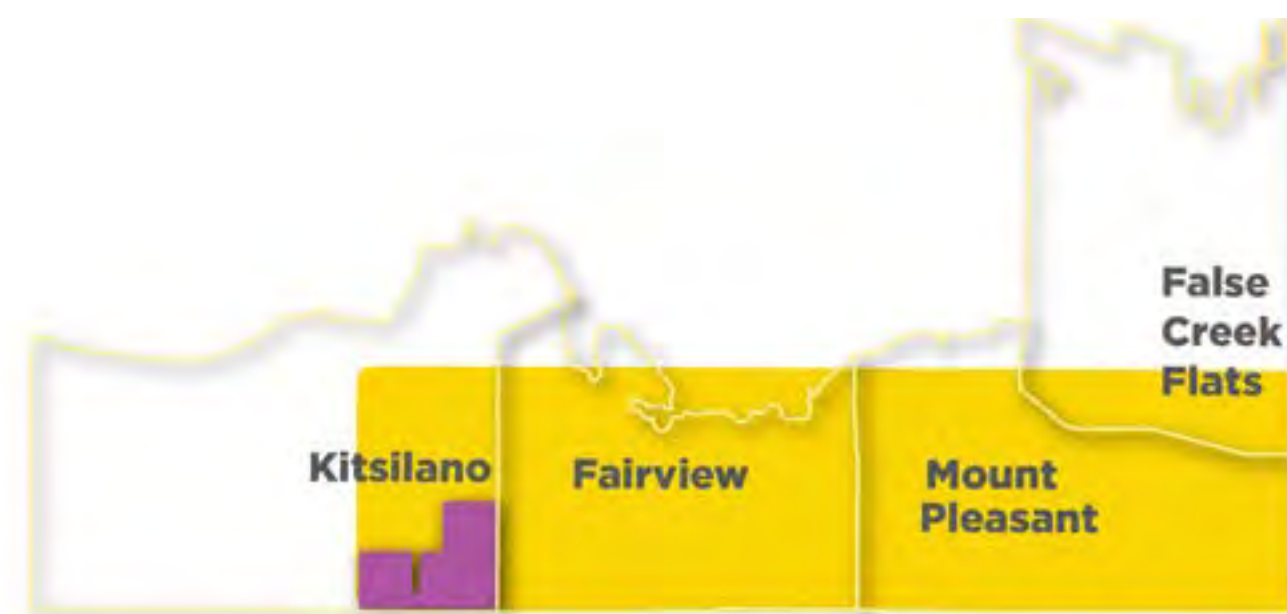 False
Creek
Flats
Kitsilano
Fairview
Mount
Pleasant